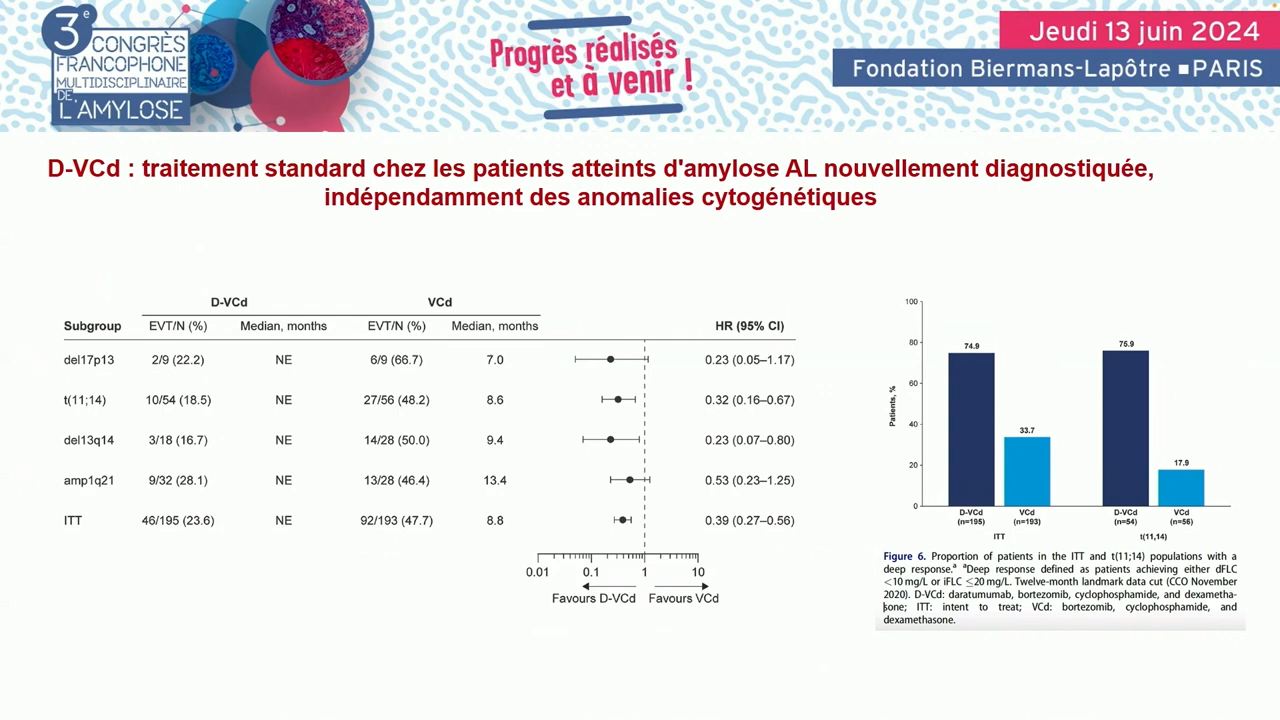 3e
CONGRÈS
FRANCOPHONE
MULTIDISCIPLINAIRE
DE
L'AMYLOSE
Progrès réalisés
et à venir !
Jeudi 13 juin 2024
Fondation Biermans-Lapôtre ■ PARIS
D-VCd : traitement standard chez les patients atteints d'amylose AL nouvellement diagnostiquée,
indépendamment des anomalies cytogénétiques
D-VCd VCd
Subgroup EVT/N (%) Median, months EVT/N (%) Median, months HR (95% CI)
del17p13 2/9 (22.2) NE 6/9 (66.7) 7.0 0.23 (0.05–1.17)
t(11;14) 10/54 (18.5) NE 27/56 (48.2) 8.6 0.32 (0.16–0.67)
del13q14 3/18 (16.7) NE 14/28 (50.0) 9.4 0.23 (0.07–0.80)
amp1q21 9/32 (28.1) NE 13/28 (46.4) 13.4 0.53 (0.23–1.25)
ITT 46/195 (23.6) NE 92/193 (47.7) 8.8 0.39 (0.27–0.56)
0.01 0.1 1 10
Favours D-VCd Favours VCd
Patients, %
100
80
60
40
20
0
74.9 33.7 75.9 17.9
D-VCd VCd D-VCd VCd
(n=195) (n=193) (n=54) (n=56)
ITT t(11,14)
Figure 6. Proportion of patients in the ITT and t(11;14) populations with a
deep response.a aDeep response defined as patients achieving either dFLC
<10 mg/L or iFLC ≤20 mg/L. Twelve-month landmark data cut (CCO November
2020). D-VCd: daratumumab, bortezomib, cyclophosphamide, and dexametha-
sone; ITT: intent to treat; VCd: bortezomib, cyclophosphamide, and
dexamethasone.